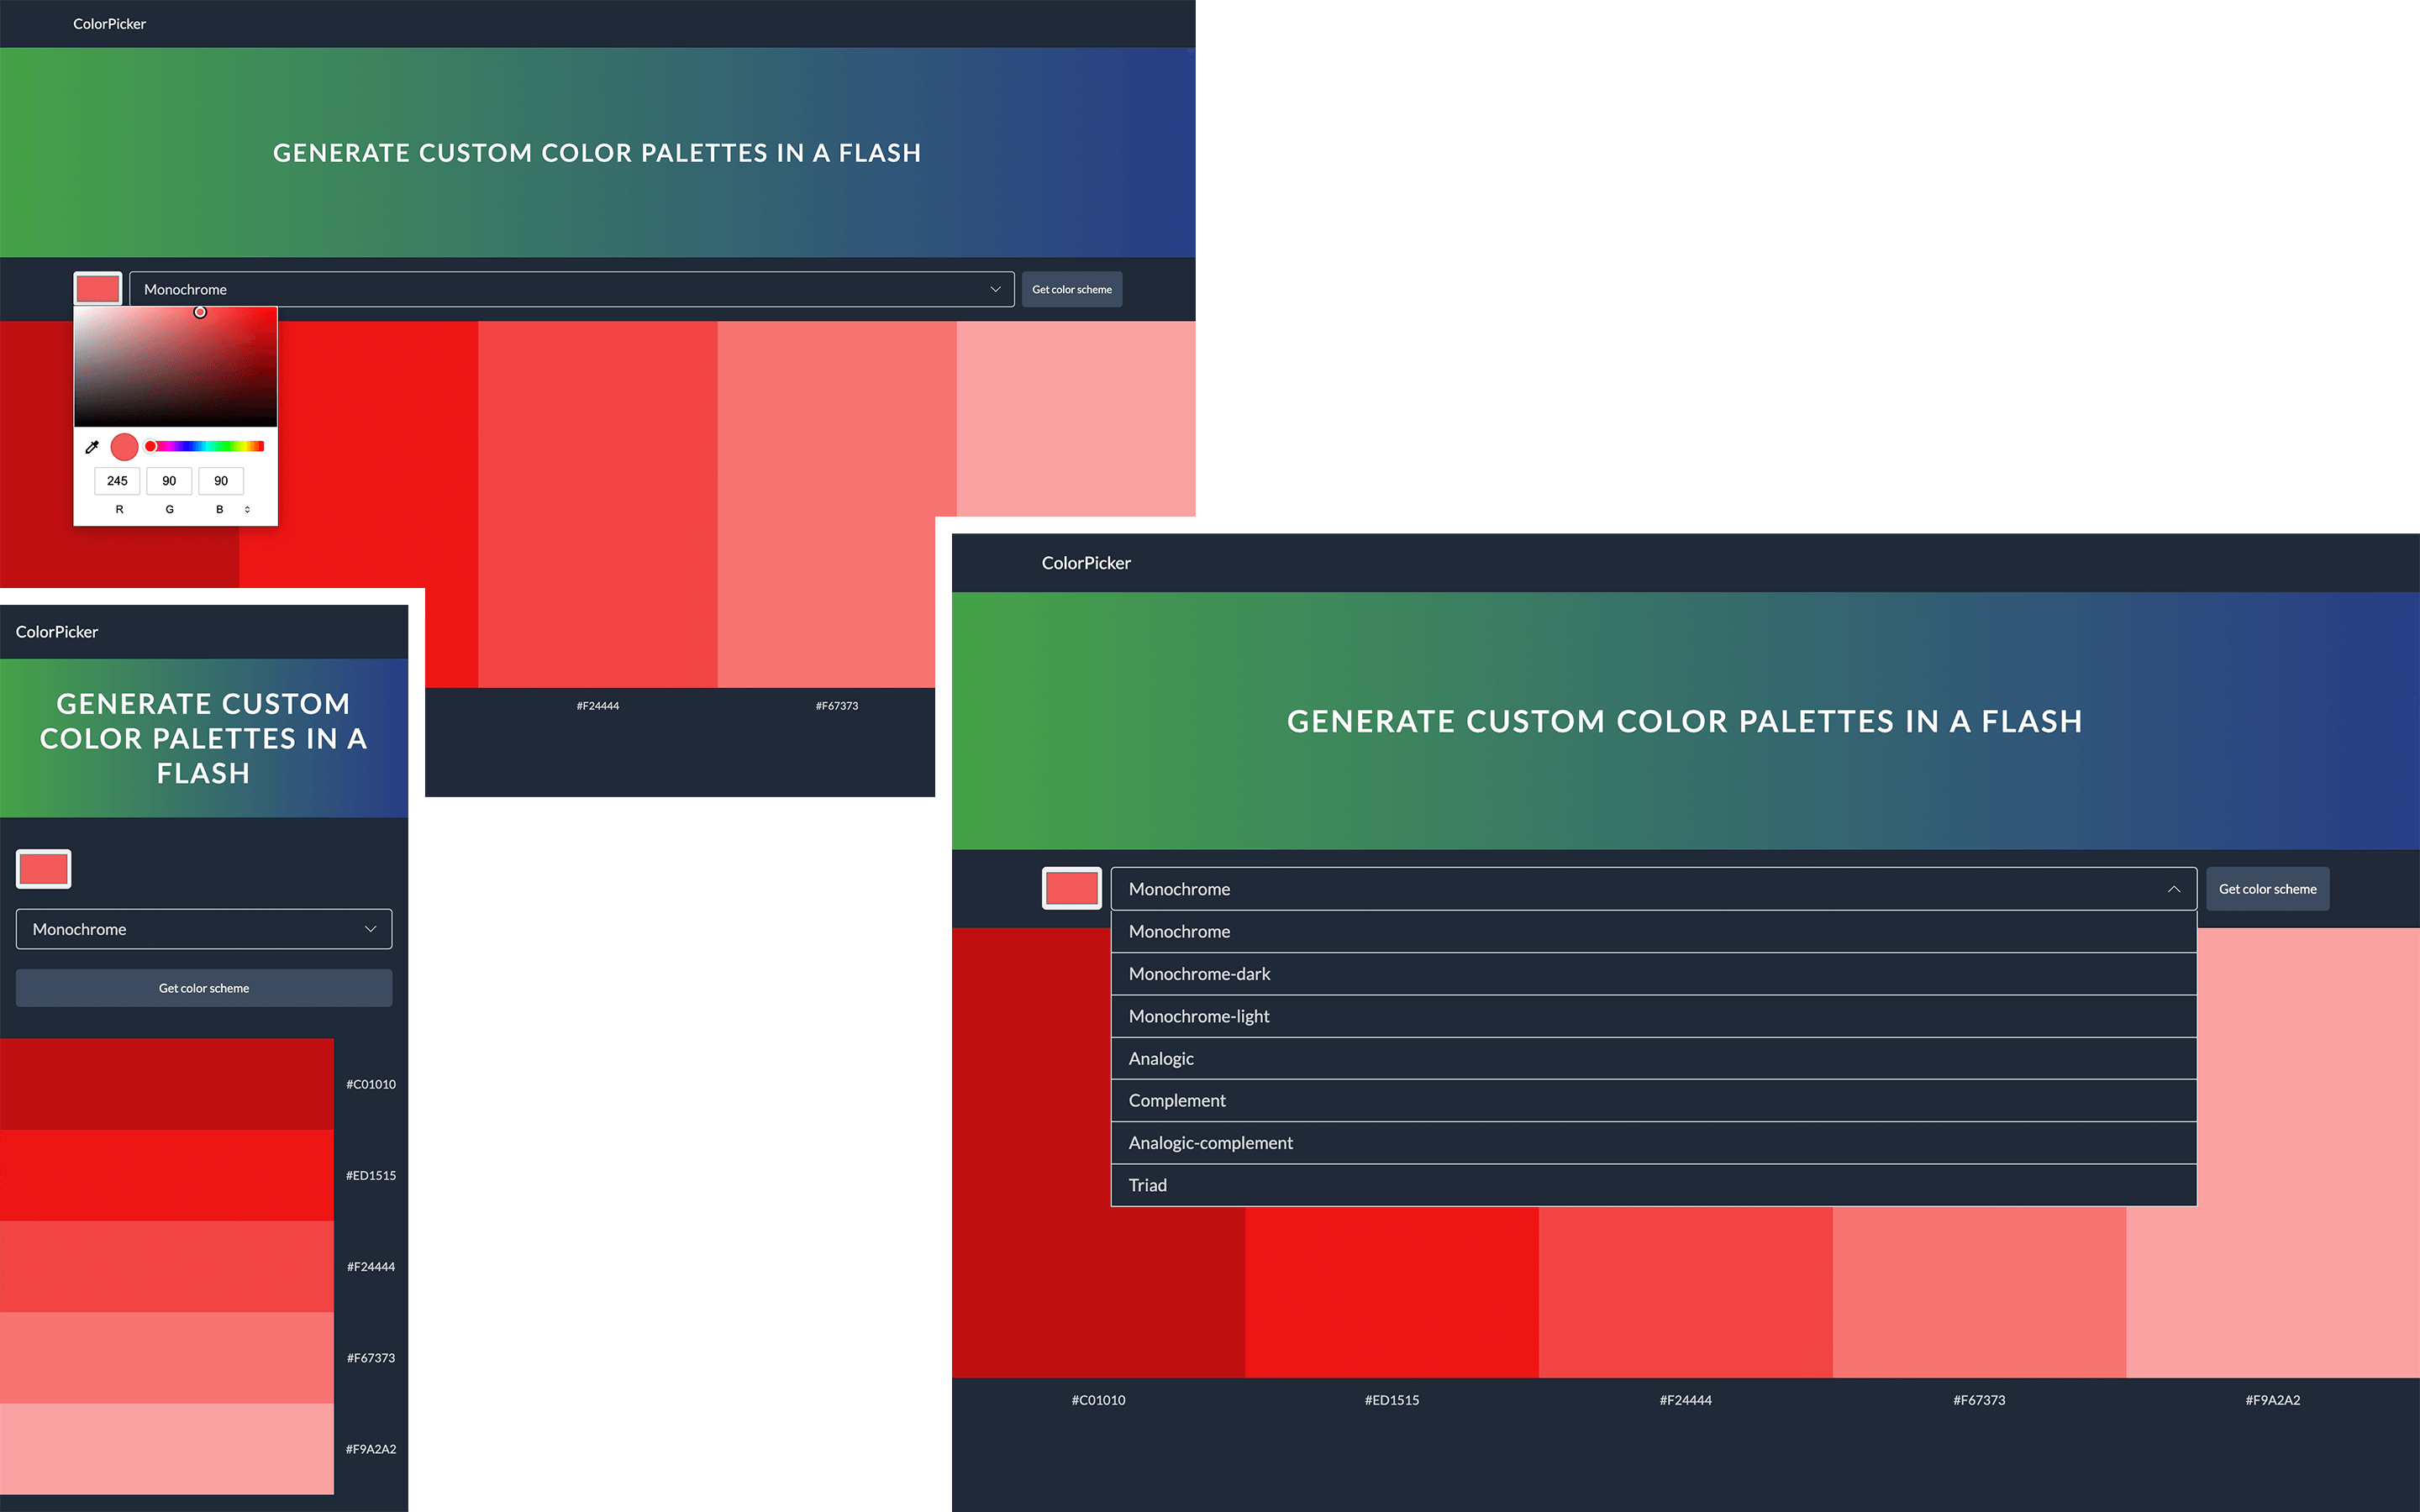 ColorPicker
GENERATE CUSTOM COLOR PALETTES IN A FLASH
Monochrome
Get color scheme
245 90 90
R G B
#F24444 #F67373
ColorPicker
GENERATE CUSTOM
COLOR PALETTES IN A
FLASH
Monochrome
Get color scheme
#C01010
#ED1515
#F24444
#F67373
#F9A2A2
ColorPicker
GENERATE CUSTOM COLOR PALETTES IN A FLASH
Monochrome
Get color scheme
Monochrome
Monochrome-dark
Monochrome-light
Analogic
Complement
Analogic-complement
Triad
#C01010 #ED1515 #F24444 #F67373 #F9A2A2